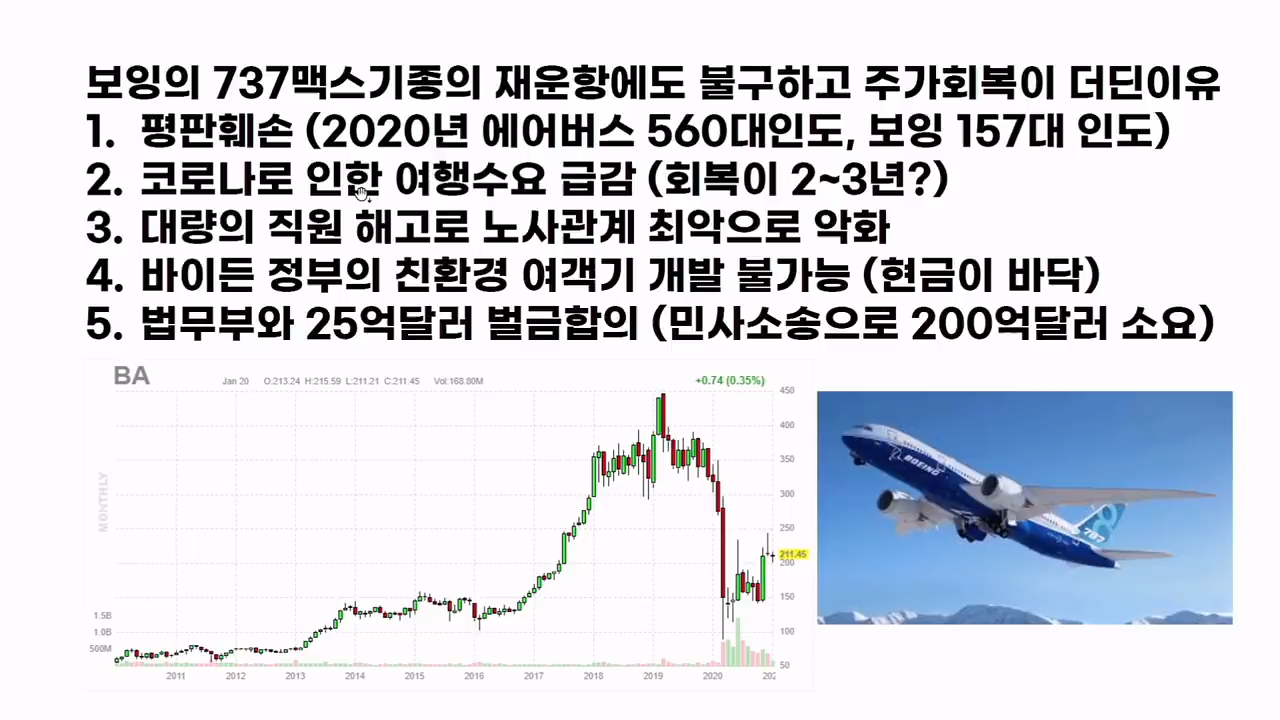 보잉의 737맥스기종의 재운항에도 불구하고 주가회복이 더딘이유
1. 평판훼손 (2020년 에어버스 560대인도, 보잉 157대 인도)
2. 코로나로 인한 여행수요 급감 (회복이 2~3년?)
3. 대량의 직원 해고로 노사관계 최악으로 악화
4. 바이든 정부의 친환경 여객기 개발 불가능 (현금이 바닥)
5. 법무부와 25억달러 벌금합의 (민사소송으로 200억달러 소요)
BA
Jan 20 O:213.24 H:215.59 L:211.21 C:211.45 Vol:168.80M
+0.74 (0.35%)
450
400
350
300
250
211.45
200
150
100
50
MONTHLY
1.5B
1.0B
500M
2011 2012 2013 2014 2015 2016 2017 2018 2019 2020 202
BOEING
787